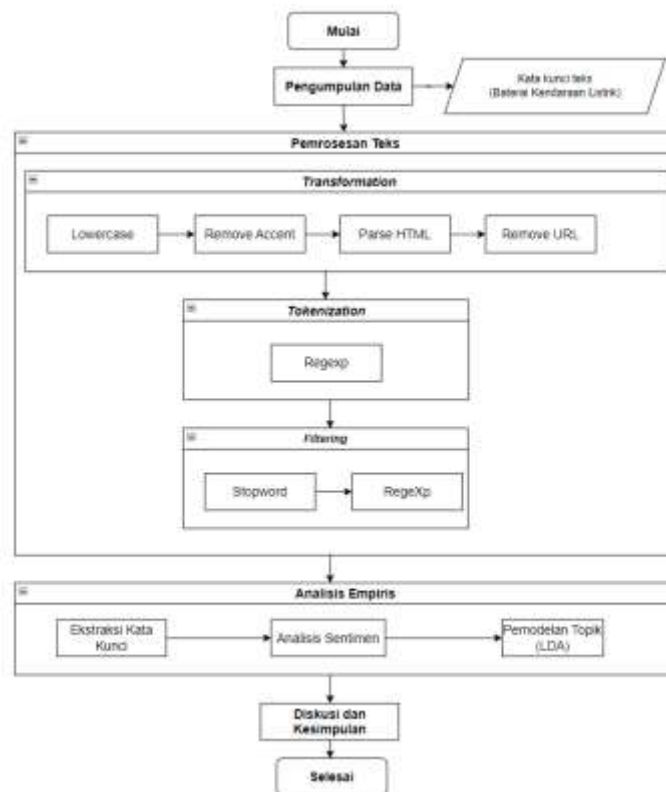 Mulai
Pengumpulan Data
Kata kunci teks
(Baterai Kendaraan Listrik)
Pemrosesan Teks
Transformation
Lowercase
Remove Accent
Parse HTML
Remove URL
Tokenization
Regexp
Filtering
Stopword
RegeXp
Analisis Empiris
Ekstraksi Kata
Kunci
Analisis Sentimen
Pemodelan Topik
(LDA)
Diskusi dan
Kesimpulan
Selesai